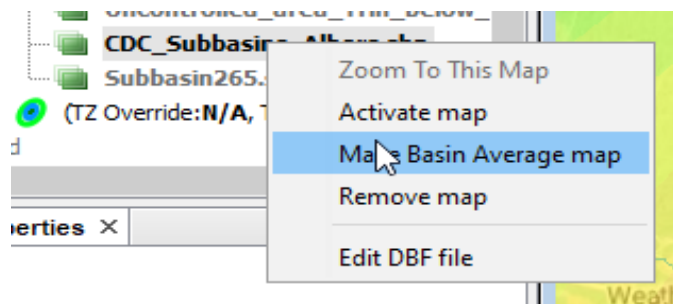 Uncontrolled_area_Trin_below_
CDC_Subbasins_Albers.shp
Subbasin265.
Zoom To This Map
(TZ Override:N/A,
Activate map
Make Basin Average map
Remove map
erties ×
Edit DBF file
Weat